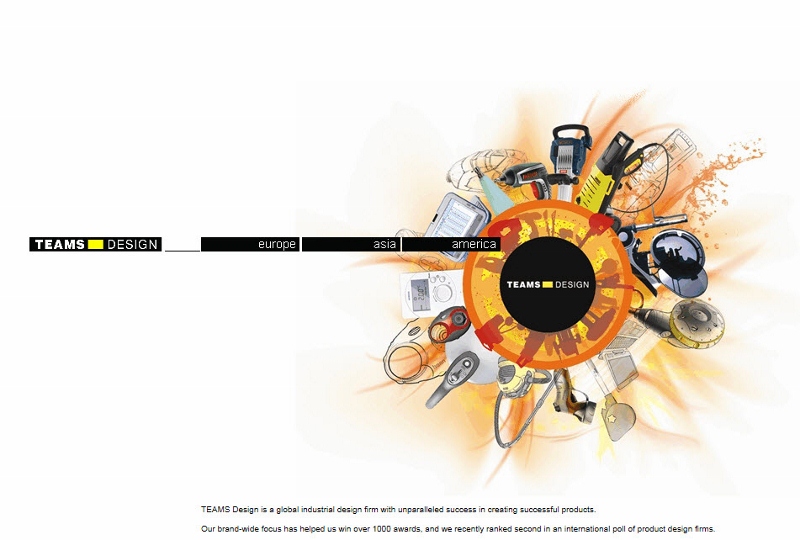 TEAMS DESIGN
europe
asia
america
TEAMS DESIGN
TEAMS Design is a global industrial design firm with unparalleled success in creating successful products.
Our brand-wide focus has helped us win over 1000 awards, and we recently ranked second in an international poll of product design firms.